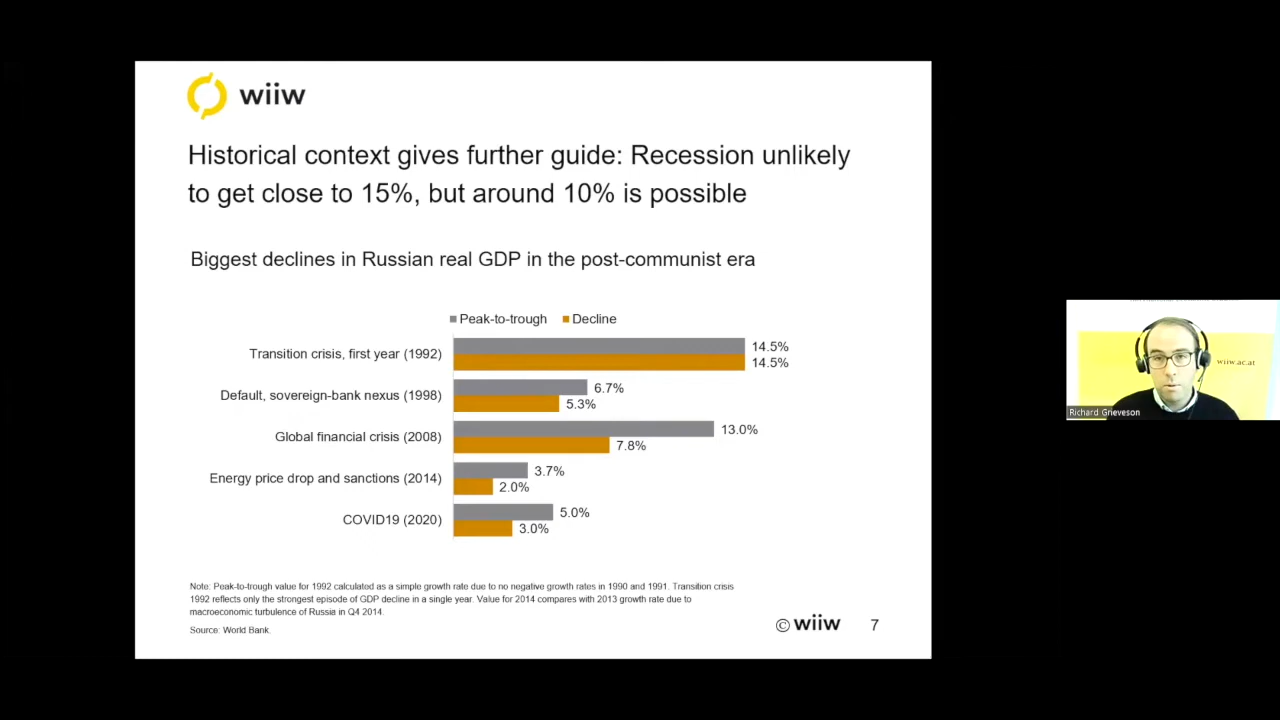 wiiw
Historical context gives further guide: Recession unlikely
to get close to 15%, but around 10% is possible
Biggest declines in Russian real GDP in the post-communist era
Peak-to-trough Decline
Transition crisis, first year (1992)
14.5%
14.5%
Default, sovereign-bank nexus (1998)
6.7%
5.3%
Global financial crisis (2008)
13.0%
7.8%
Energy price drop and sanctions (2014)
3.7%
2.0%
COVID19 (2020)
5.0%
3.0%
Note: Peak-to-trough value for 1992 calculated as a simple growth rate due to no negative growth rates in 1990 and 1991. Transition crisis
1992 reflects only the strongest episode of GDP decline in a single year. Value for 2014 compares with 2013 growth rate due to
macroeconomic turbulence of Russia in Q4 2014.
Source: World Bank
© wiiw 7
wiiw.ac.at
Richard Grieveson